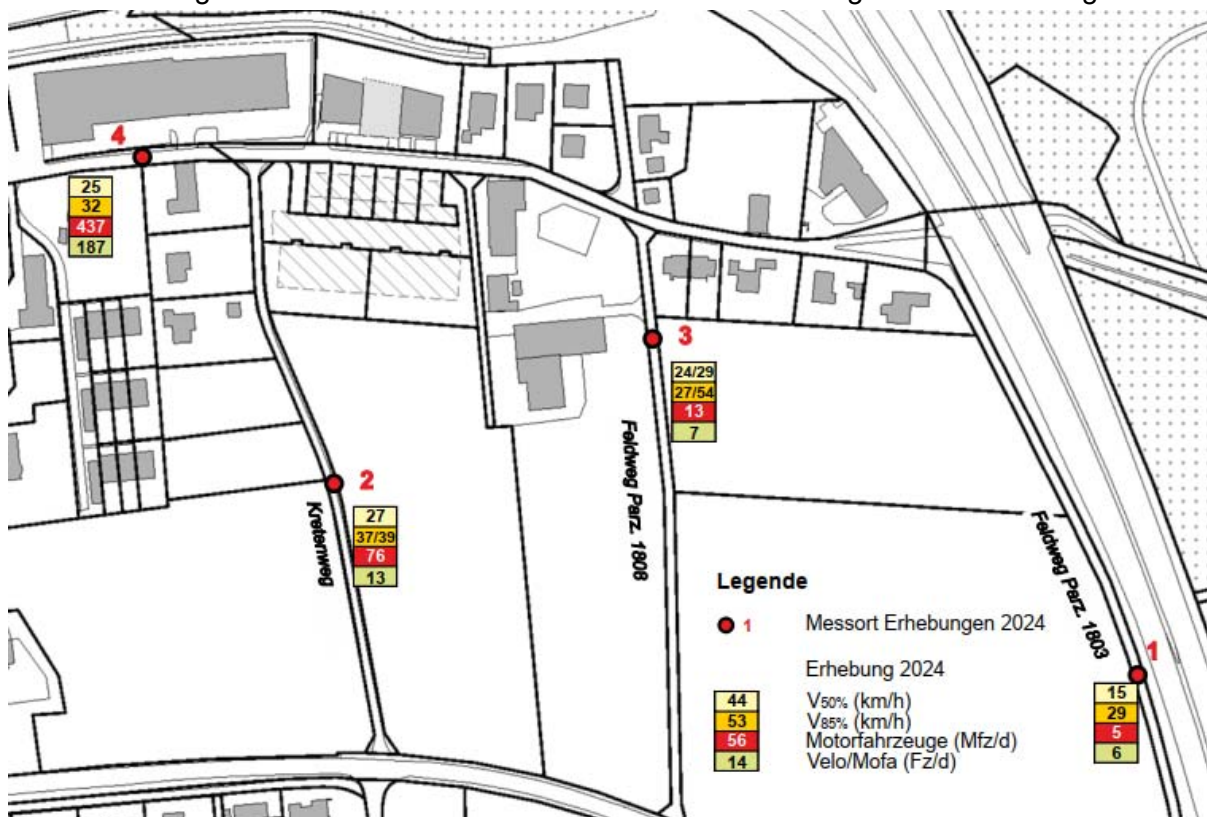 4
25
32
437
187
3
24/29
27/54
13
7
2
27
37/39
76
13
Kretenweg
Feldweg Parz. 1808
Feldweg Parz. 1803
1
15
29
5
6
Legende
1 Messort Erhebungen 2024
Erhebung 2024
44 V50% (km/h)
53 V85% (km/h)
56 Motorfahrzeuge (Mfz/d)
14 Velo/Mofa (Fz/d)